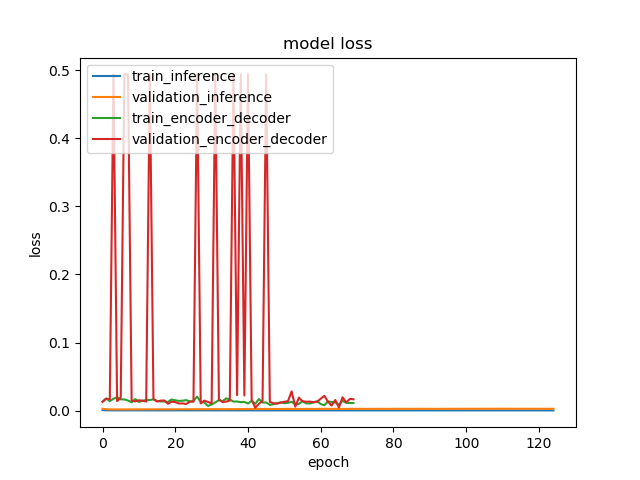 model loss
train_inference
validation_inference
train_encoder_decoder
validation_encoder_decoder
loss
0.5
0.4
0.3
0.2
0.1
0.0
0 20 40 60 80 100 120
epoch